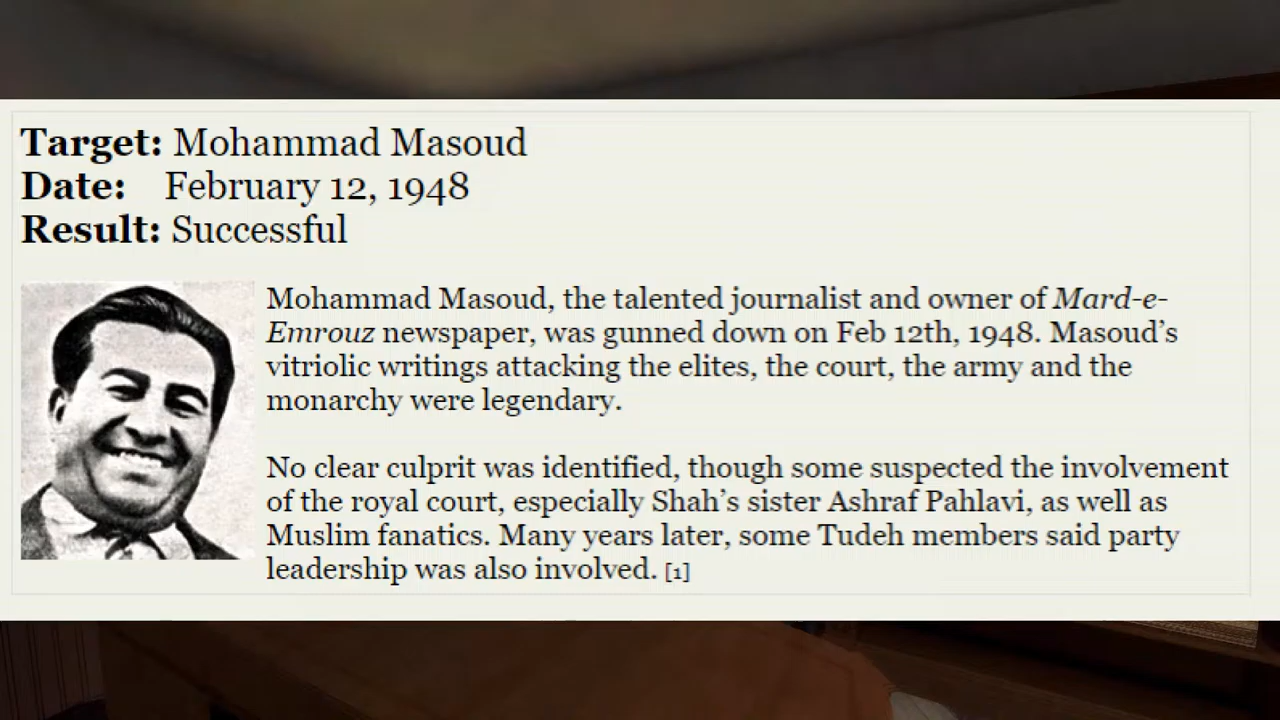 Target: Mohammad Masoud
Date: February 12, 1948
Result: Successful
Mohammad Masoud, the talented journalist and owner of Mard-e-
Emrouz newspaper, was gunned down on Feb 12th, 1948. Masoud’s
vitriolic writings attacking the elites, the court, the army and the
monarchy were legendary.
No clear culprit was identified, though some suspected the involvement
of the royal court, especially Shah’s sister Ashraf Pahlavi, as well as
Muslim fanatics. Many years later, some Tudeh members said party
leadership was also involved. [1]